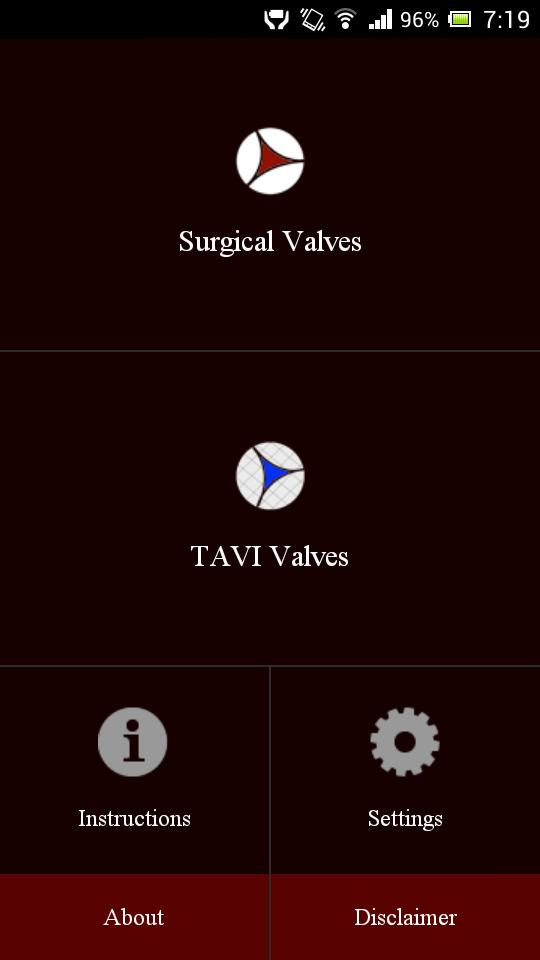 96% 7:19
Surgical Valves
TAVI Valves
Instructions Settings
About Disclaimer